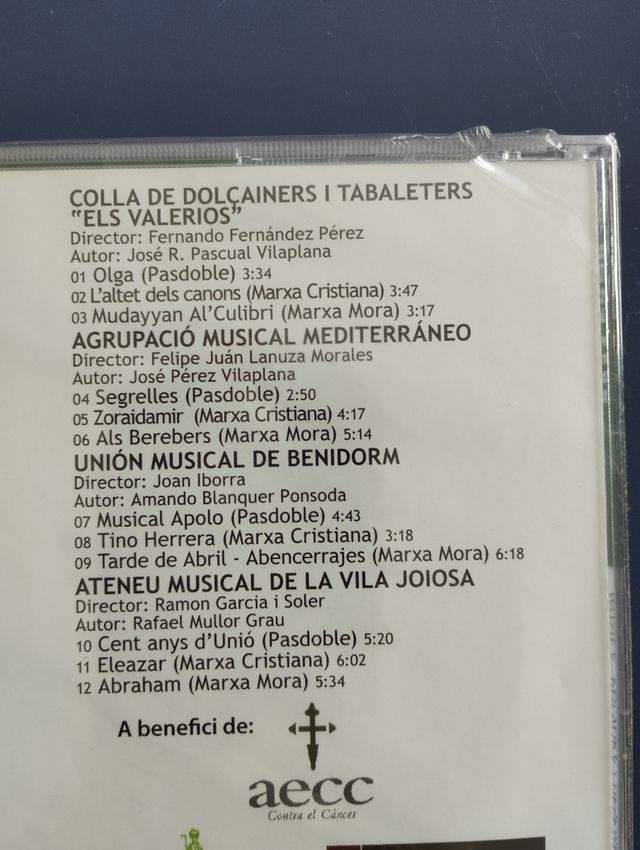 COLLA DE DOLÇAINERS I TABALETERS
"ELS VALERIOS"
Director: Fernando Fernández Pérez
Autor: José R. Pascual Vilaplana
01 Olga (Pasdoble) 3:34
02 L'altet dels canons (Marxa Cristiana) 3:47
03 Mudayyan Al'Culibri (Marxa Mora) 3:17
AGRUPACIÓ MUSICAL MEDITERRÁNEO
Director: Felipe Juán Lanuza Morales
Autor: José Pérez Vilaplana
04 Segrelles (Pasdoble) 2:50
05 Zoraidamir (Marxa Cristiana) 4:17
06 Als Berebers (Marxa Mora) 5:14
UNIÓN MUSICAL DE BENIDORM
Director: Joan Iborra
Autor: Amando Blanquer Ponsoda
07 Musical Apolo (Pasdoble) 4:43
08 Tino Herrera (Marxa Cristiana) 3:18
09 Tarde de Abril - Abencerrajes (Marxa Mora) 6:18
ATENEU MUSICAL DE LA VILA JOIOSA
Director: Ramon Garcia i Soler
Autor: Rafael Mullor Grau
10 Cent anys d'Unió (Pasdoble) 5:20
11 Eleazar (Marxa Cristiana) 6:02
12 Abraham (Marxa Mora) 5:34
A benefici de:
aecc
Contra el Cáncer